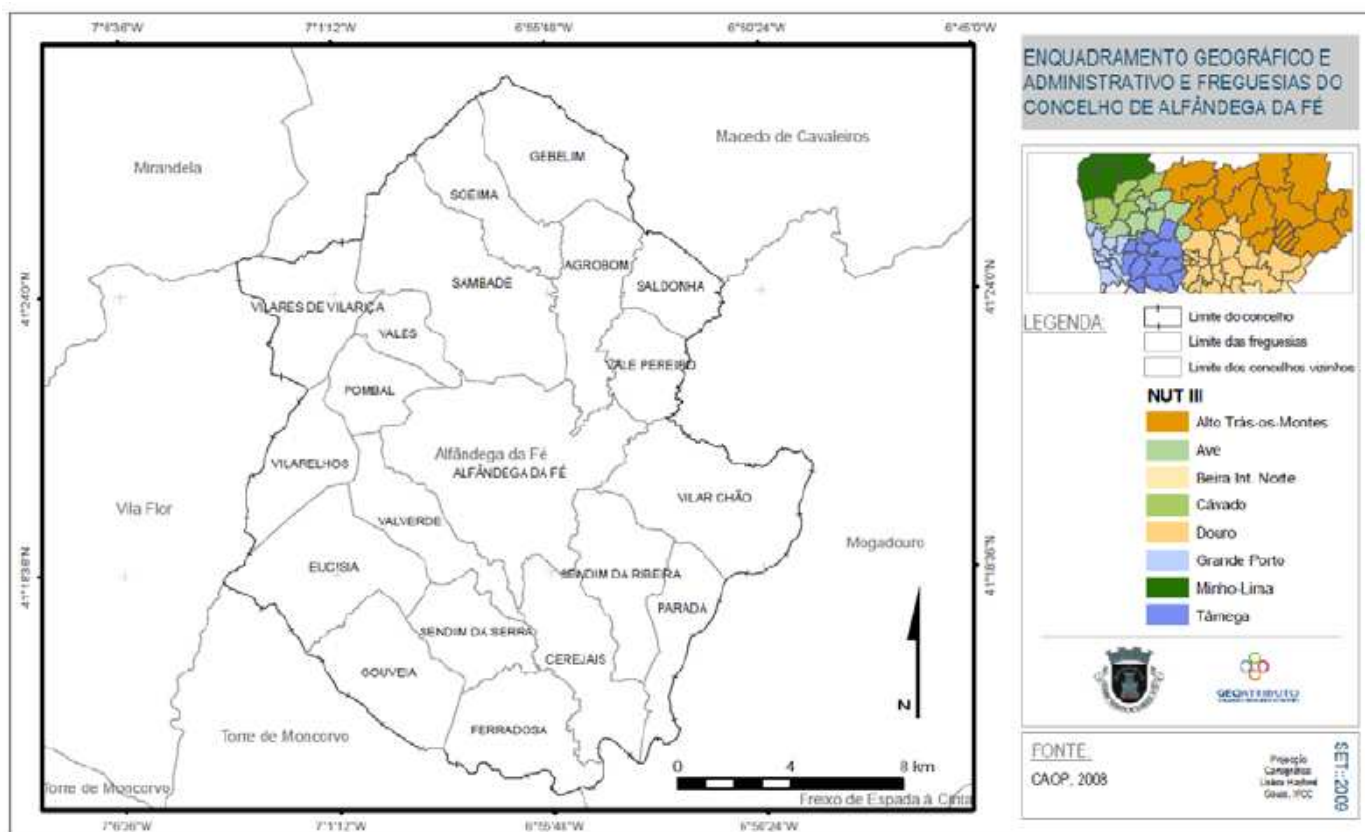 7°1'12"W
6°55'48"W
6°50'24"W
6°45'0"W
Mirandela
Macedo de Cavaleiros
GEBELIM
SOEIMA
AGROBOM
SAMBADE
SALDONHA
VILARES DE VILARIÇA
VALES
VALE PEREIRO
POMBAL
Alfândega da Fé
ALFÂNDEGA DA FÉ
VILARELHOS
VILAR CHÃO
Vila Flor
VALVERDE
Mogadouro
EUCISIA
SENDIM DA RIBEIRA
PARADA
SENDIM DA SERRA
CEREJAIS
GOUVEIA
FERRADOSA
Torre de Moncorvo
Torre de Moncorvo
Freixo de Espada à Cinta
N
0 4 8 km
41°24'0"N
41°24'0"N
41°18'36"N
41°18'36"N
7°1'12"W
6°55'48"W
6°50'24"W
ENQUADRAMENTO GEOGRÁFICO E
ADMINISTRATIVO E FREGUESIAS DO
CONCELHO DE ALFÂNDEGA DA FÉ
LEGENDA:
Limite do concelho
Limite das freguesias
Limite dos concelhos vizinhos
NUT III
Alto Trás-os-Montes
Ave
Beira Int. Norte
Cávado
Douro
Grande Porto
Minho-Lima
Tâmega
GEOATTRIBUTO
FONTE:
CAOP, 2008
Projecção
Cartográfica
SET::2009